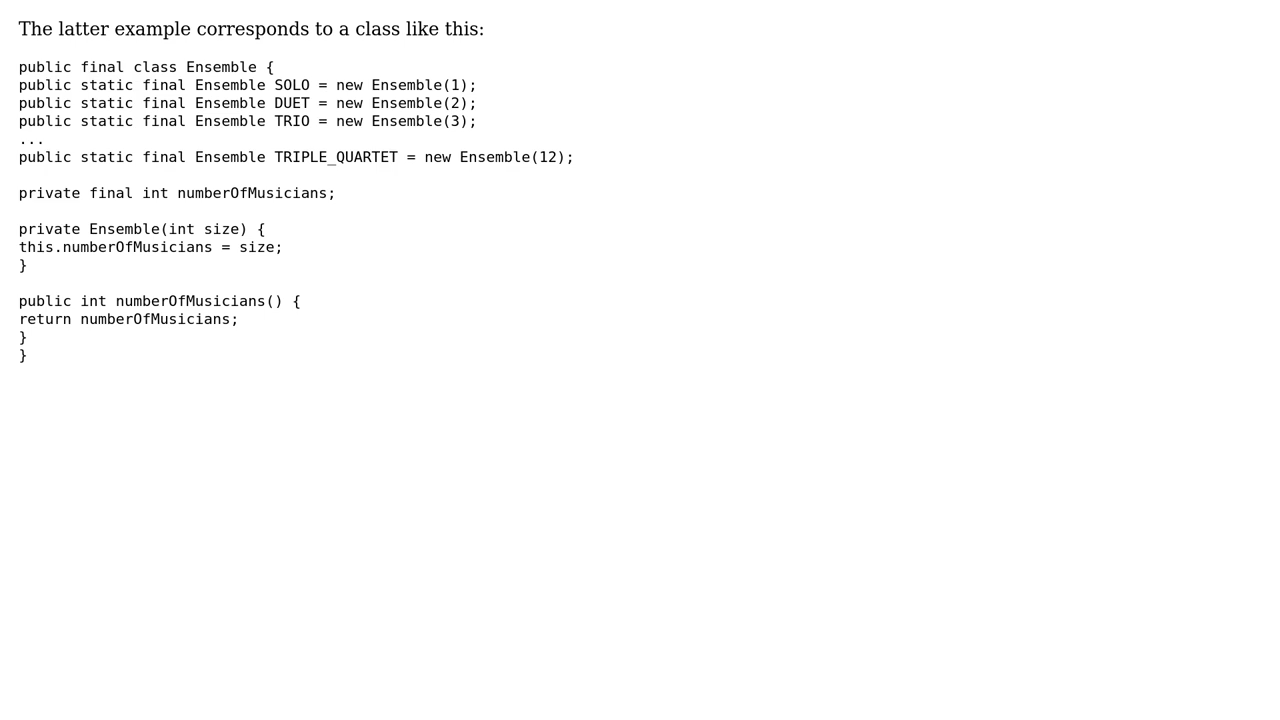 The latter example corresponds to a class like this:
public final class Ensemble {
public static final Ensemble SOLO = new Ensemble(1);
public static final Ensemble DUET = new Ensemble(2);
public static final Ensemble TRIO = new Ensemble(3);
...
public static final Ensemble TRIPLE_QUARTET = new Ensemble(12);
private final int numberOfMusicians;
private Ensemble(int size) {
this.numberOfMusicians = size;
}
public int numberOfMusicians() {
return numberOfMusicians;
}
}